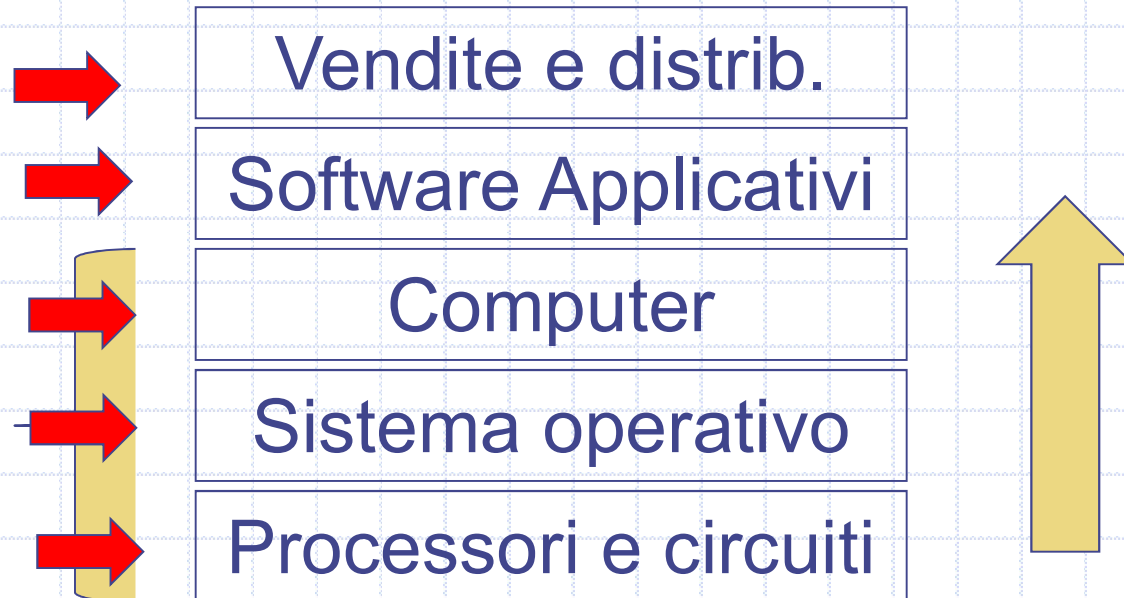 Vendite e distrib.
Software Applicativi
Computer
Sistema operativo
Processori e circuiti